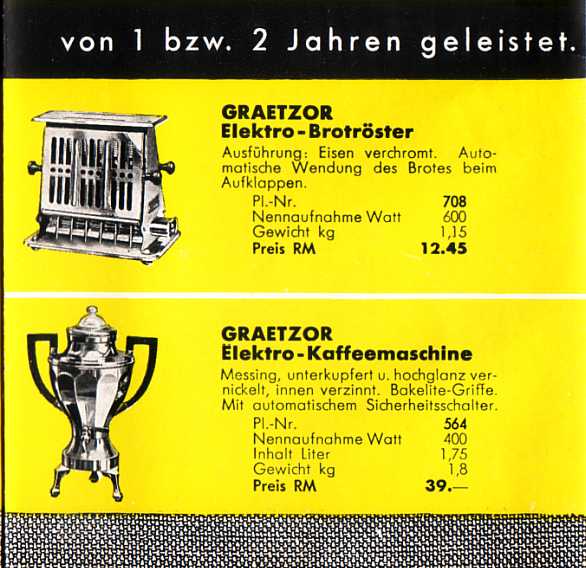 von 1 bzw. 2 Jahren geleistet.
GRAETZOR
Elektro-Brotröster
Ausführung: Eisen verchromt. Auto-
matische Wendung des Brotes beim
Aufklappen.
Pl.-Nr. 708
Nennaufnahme Watt 600
Gewicht kg 1,15
Preis RM 12.45
GRAETZOR
Elektro-Kaffeemaschine
Messing, unterkupfert u. hochglanz ver-
nickelt, innen verzinnt. Bakelite-Griffe.
Mit automatischem Sicherheitsschalter.
Pl.-Nr. 564
Nennaufnahme Watt 400
Inhalt Liter 1,75
Gewicht kg 1,8
Preis RM 39.—